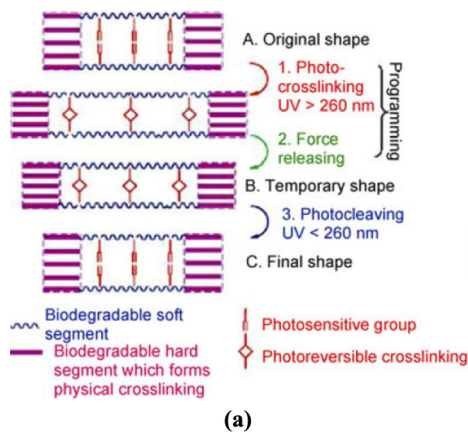 A. Original shape
1. Photo-
crosslinking
UV > 260 nm
Programming
2. Force
releasing
B. Temporary shape
3. Photocleaving
UV < 260 nm
C. Final shape
Biodegradable soft
segment
Biodegradable hard
segment which forms
physical crosslinking
Photosensitive group
Photoreversible crosslinking
(a)